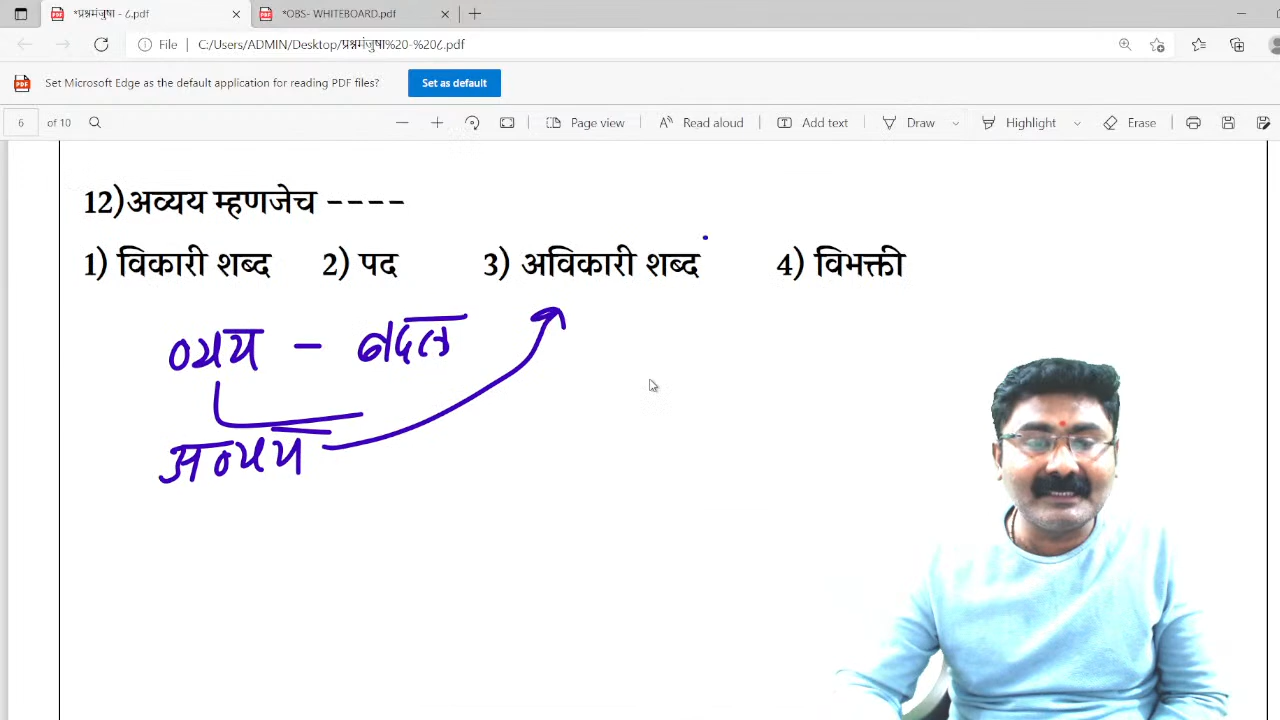 *प्रश्नमंजुषा - ८.pdf
*OBS- WHITEBOARD.pdf
File C:/Users/ADMIN/Desktop/प्रश्नमंजुषा%20-%20८.pdf
Set Microsoft Edge as the default application for reading PDF files? Set as default
6 of 10 Page view Read aloud Add text Draw Highlight Erase
12)अव्यय म्हणजेच ----
1) विकारी शब्द 2) पद 3) अविकारी शब्द 4) विभक्ती
व्यय - बदल
अव्यय